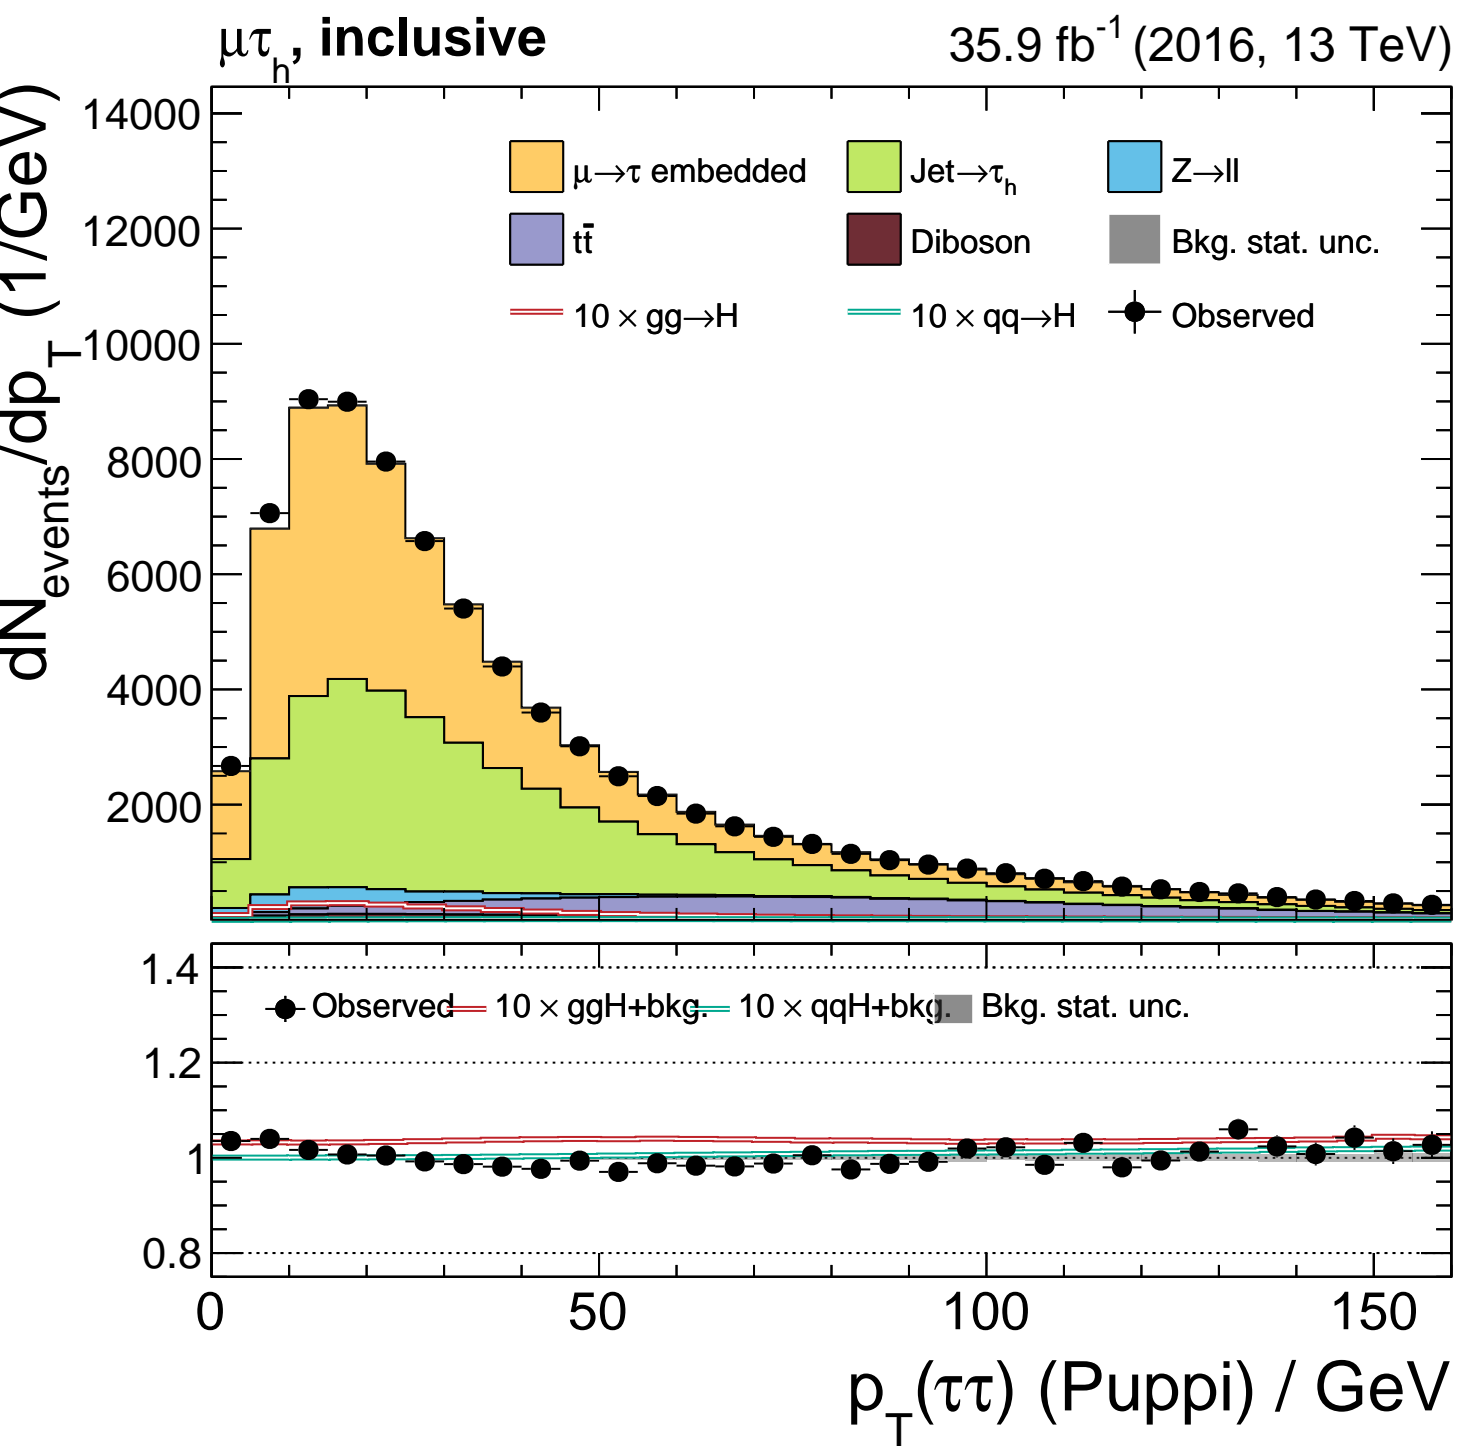 μτh, inclusive
35.9 fb-1 (2016, 13 TeV)
dNevents/dpT (1/GeV)
14000
12000
10000
8000
6000
4000
2000
μ→τ embedded
Jet→τh
Z→ll
tt̄
Diboson
Bkg. stat. unc.
10 × gg→H
10 × qq→H
Observed
1.4
1.2
1
0.8
Observed
10 × ggH+bkg.
10 × qqH+bkg.
Bkg. stat. unc.
0
50
100
150
pT(ττ) (Puppi) / GeV